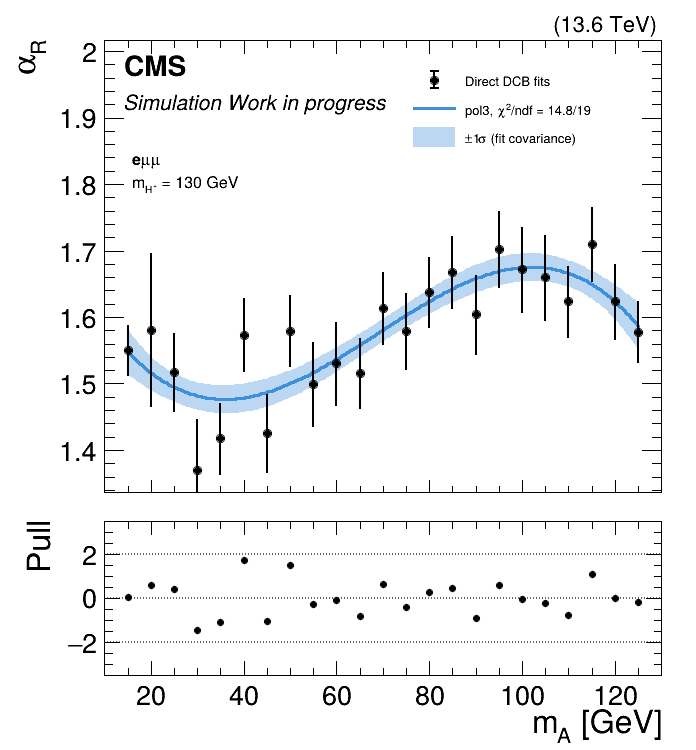 (13.6 TeV)
α_R
CMS
Simulation Work in progress
eμμ
m_H⁻ = 130 GeV
Direct DCB fits
pol3, χ²/ndf = 14.8/19
±1σ (fit covariance)
2
1.9
1.8
1.7
1.6
1.5
1.4
Pull
2
0
−2
20 40 60 80 100 120
m_A [GeV]